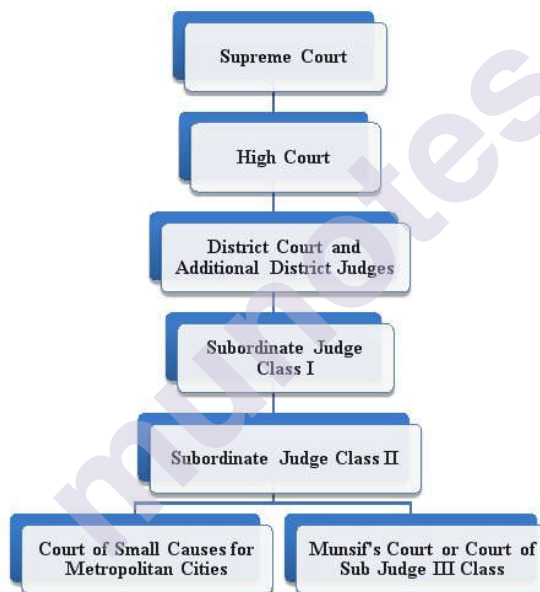 Supreme Court
High Court
District Court and
Additional District Judges
Subordinate Judge
Class I
Subordinate Judge Class II
Court of Small Causes for
Metropolitan Cities
Munsif's Court or Court of
Sub Judge III Class
munotes